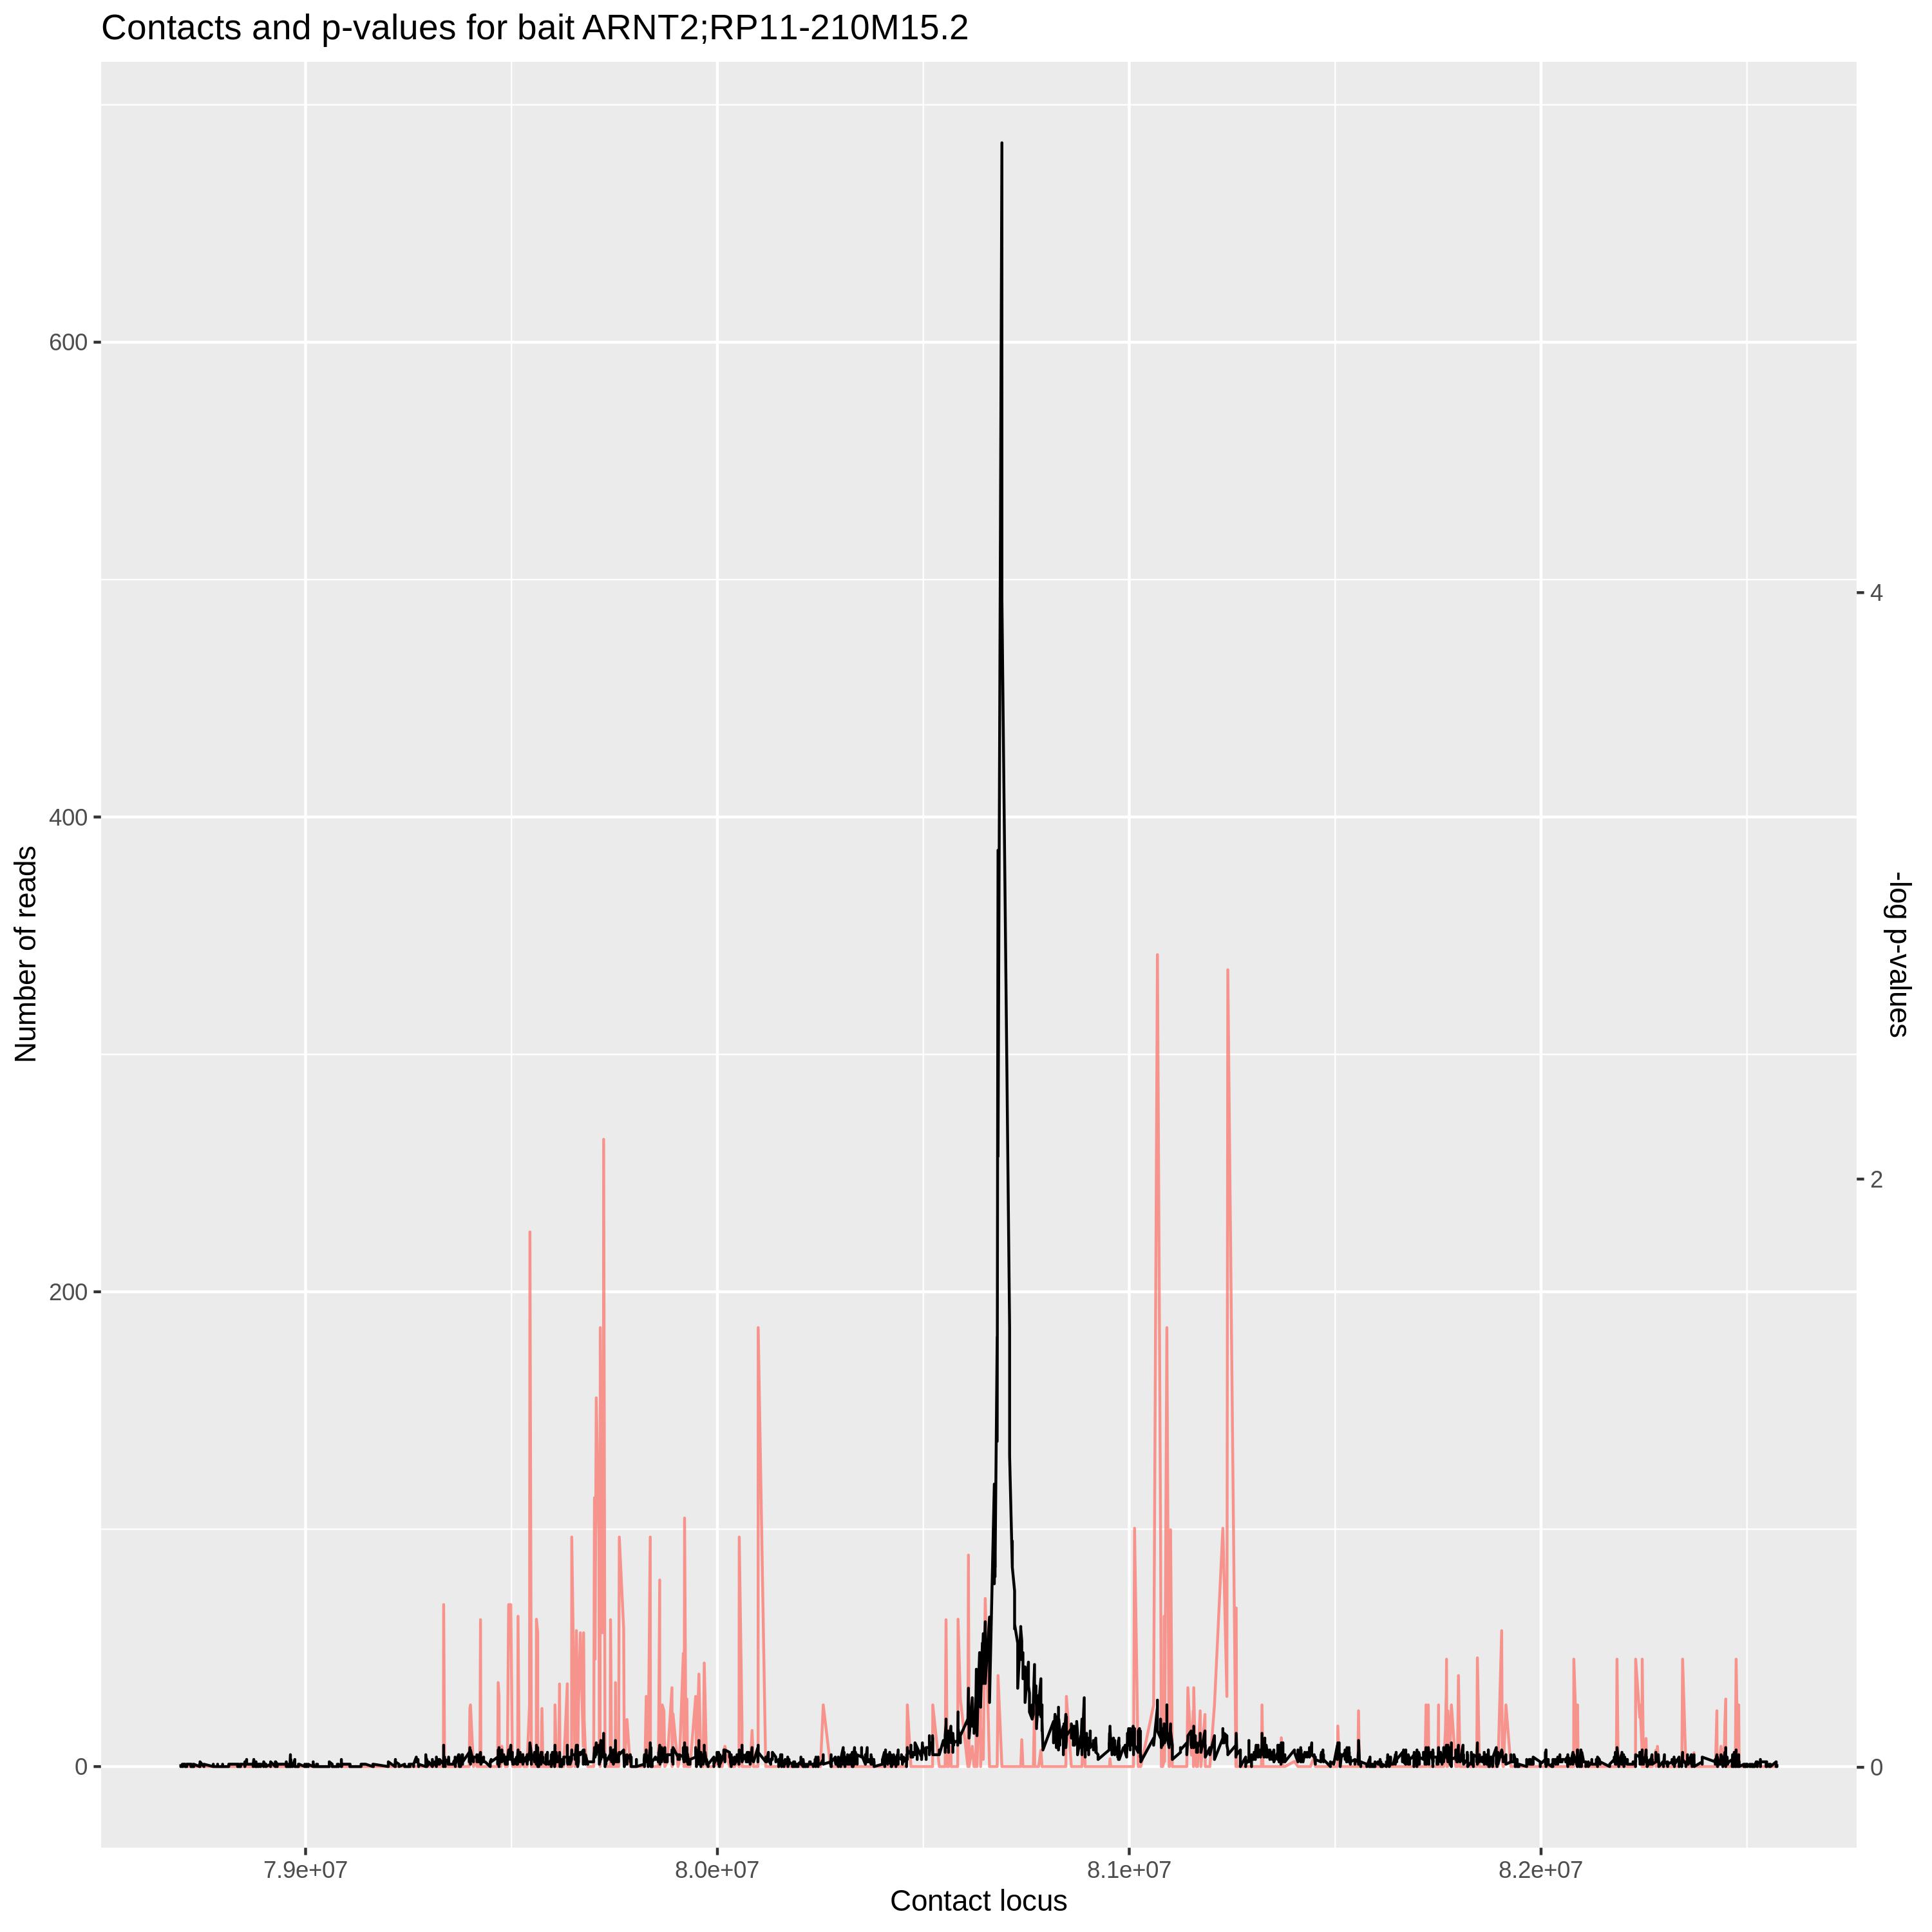 Contacts and p-values for bait ARNT2;RP11-210M15.2
600
400
200
0
Number of reads
4
2
0
-log p-values
7.9e+07
8.0e+07
8.1e+07
8.2e+07
Contact locus